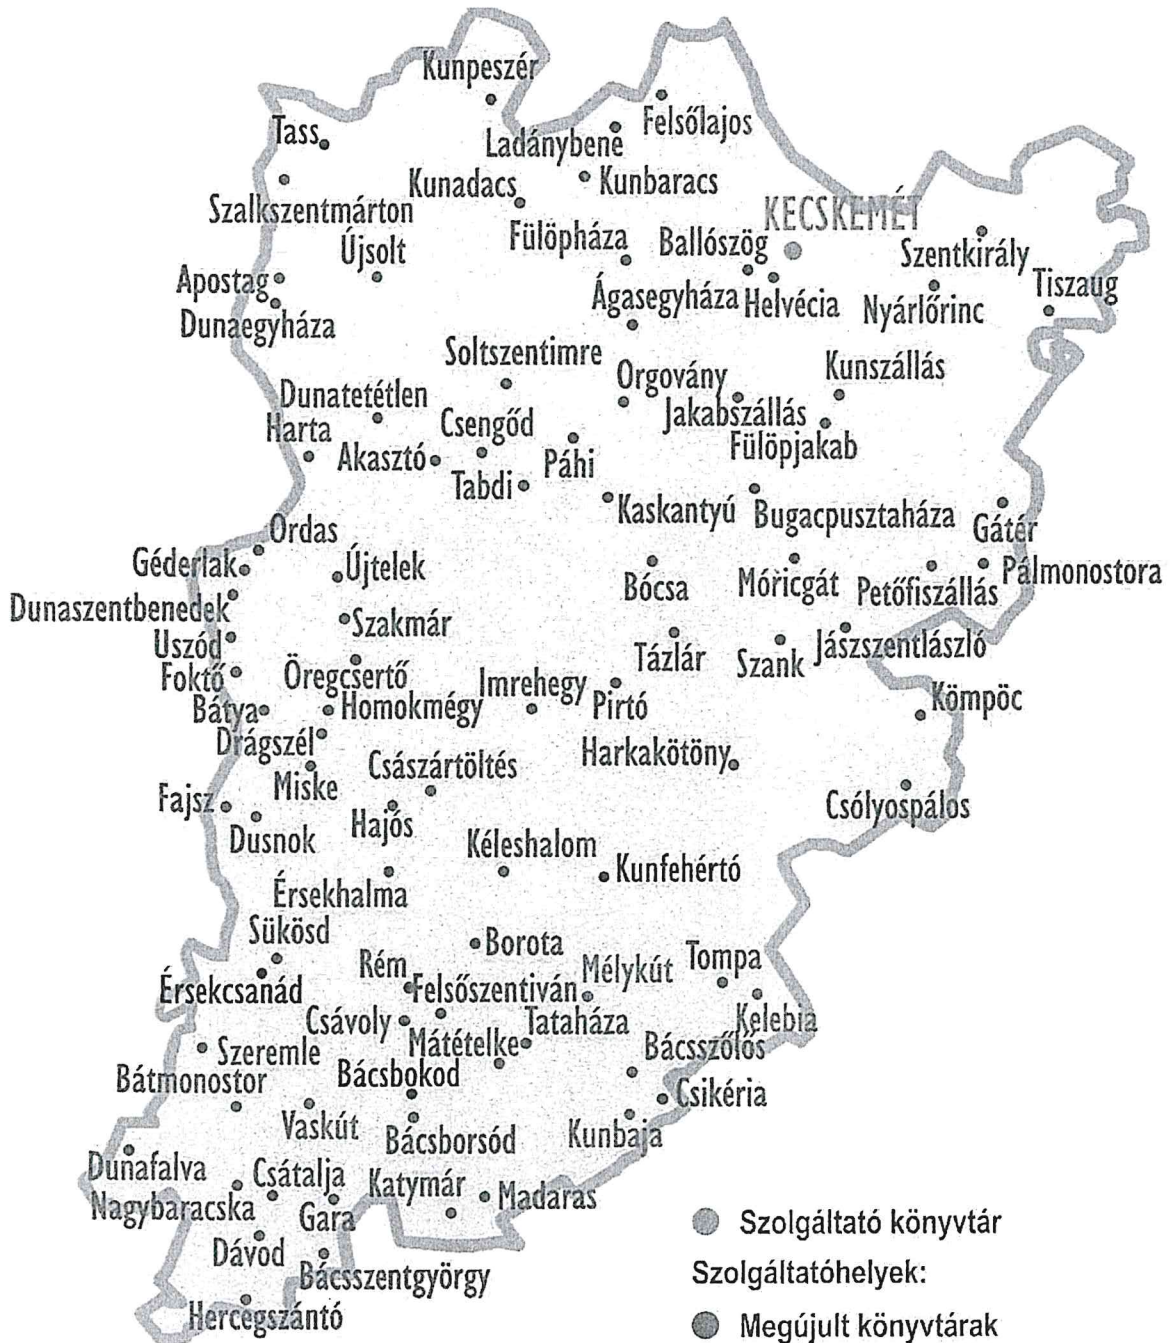 Kunpeszér
Felsőlajos
Tass
Ladánybene
Kunadacs
Kunbaracs
Szalkszentmárton
KECSKEMÉT
Fülöpháza
Ballószög
Szentkirály
Újsolt
Apostag
Ágasegyháza
Helvécia
Nyárlőrinc
Tiszaug
Dunaegyháza
Soltszentimre
Orgovány
Kunszállás
Dunatetétlen
Jakabszállás
Harta
Csengőd
Fülöpjakab
Akasztó
Páhi
Tabdi
Kaskantyú
Bugacpusztaháza
Gátér
Ordas
Géderlak
Újtelek
Bócsa
Móricgát
Petőfiszállás
Pálmonostora
Dunaszentbenedek
Szakmár
Uszód
Tázlár
Szank
Jászszentlászló
Foktő
Öregcsertő
Imrehegy
Pirtó
Kömpöc
Bátya
Homokmégy
Drágszél
Harkakötöny
Császártöltés
Miske
Fajsz
Hajós
Csólyospálos
Dusnok
Kéleshalom
Kunfehértó
Érsekhalma
Sükösd
Borota
Rém
Mélykút
Tompa
Érsekcsanád
Felsőszentiván
Csávoly
Tataháza
Kelebia
Mátételke
Bácsszőlős
Szeremle
Bácsbokod
Bátmonostor
Csikéria
Vaskút
Bácsborsód
Kunbaja
Dunafalva
Csátalja
Katymár
Madaras
Nagybaracska
Gara
Dávod
Bácsszentgyörgy
Hercegszántó
Szolgáltató könyvtár
Szolgáltatóhelyek:
Megújult könyvtárak